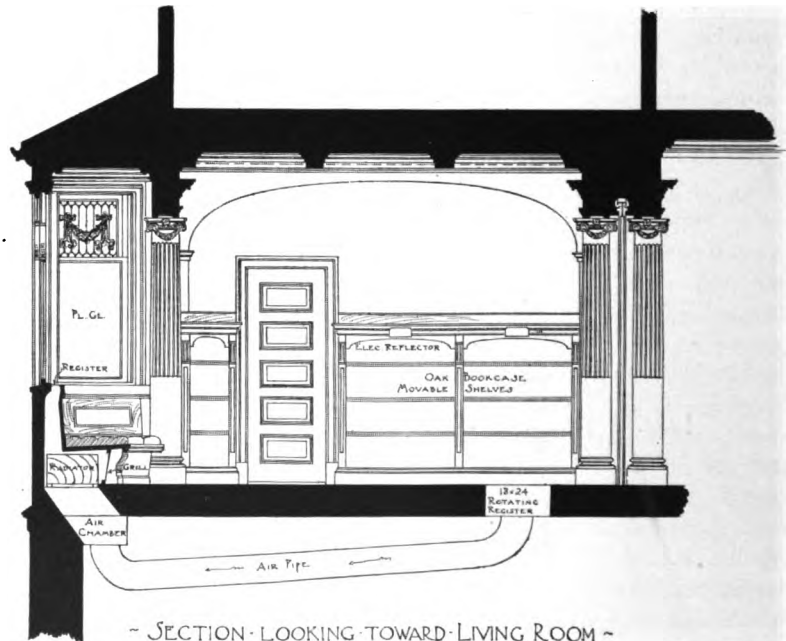 PL. GL.
REGISTER
ELEC REFLECTOR
OAK BOOKCASE
MOVABLE SHELVES
RADIATOR
GRILL
18×24
ROTATING
REGISTER
AIR
CHAMBER
AIR PIPE
~ SECTION · LOOKING · TOWARD · LIVING ROOM ~